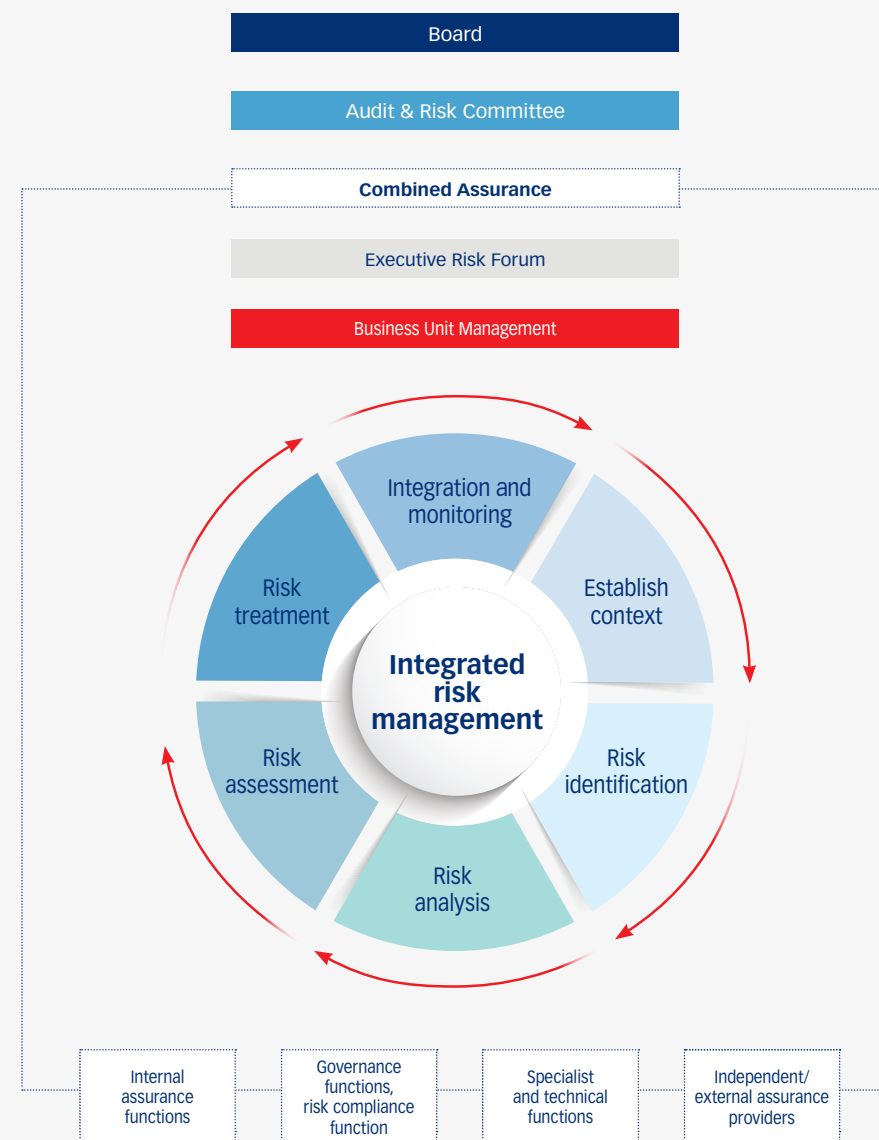 Board
Audit & Risk Committee
Combined Assurance
Executive Risk Forum
Business Unit Management
Integration and
monitoring
Establish
context
Risk
identification
Risk
analysis
Risk
assessment
Risk
treatment
Integrated
risk
management
Internal
assurance
functions
Governance
functions,
risk compliance
function
Specialist
and technical
functions
Independent/
external assurance
providers